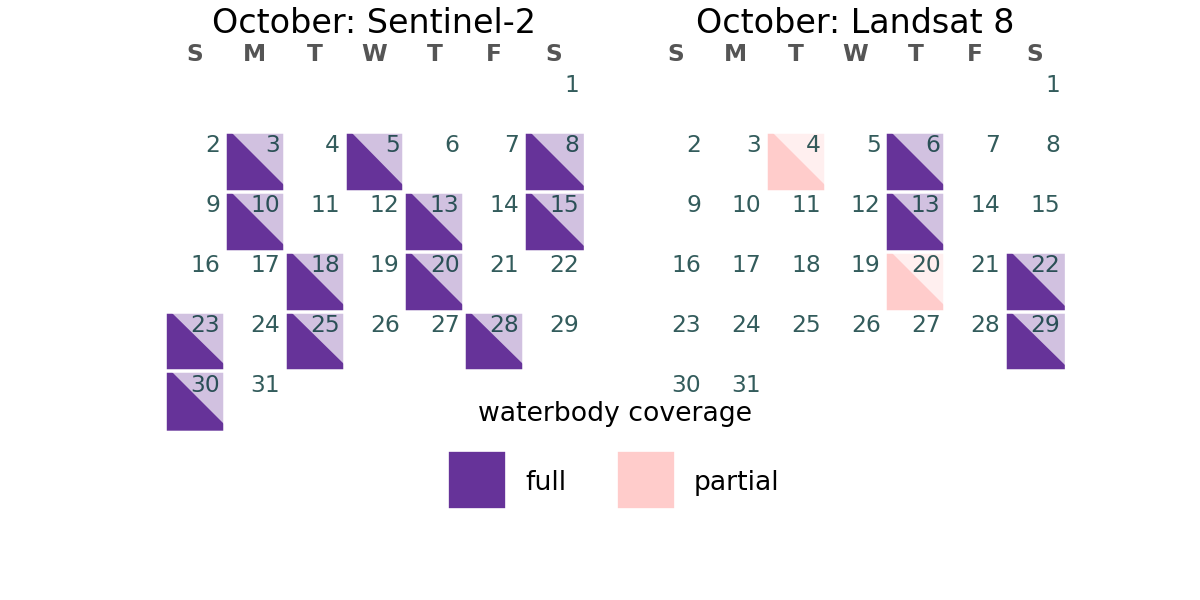 October: Sentinel-2
S M T W T F S
1
2 3 4 5 6 7 8
9 10 11 12 13 14 15
16 17 18 19 20 21 22
23 24 25 26 27 28 29
30 31
October: Landsat 8
S M T W T F S
1
2 3 4 5 6 7 8
9 10 11 12 13 14 15
16 17 18 19 20 21 22
23 24 25 26 27 28 29
30 31
waterbody coverage
full
partial